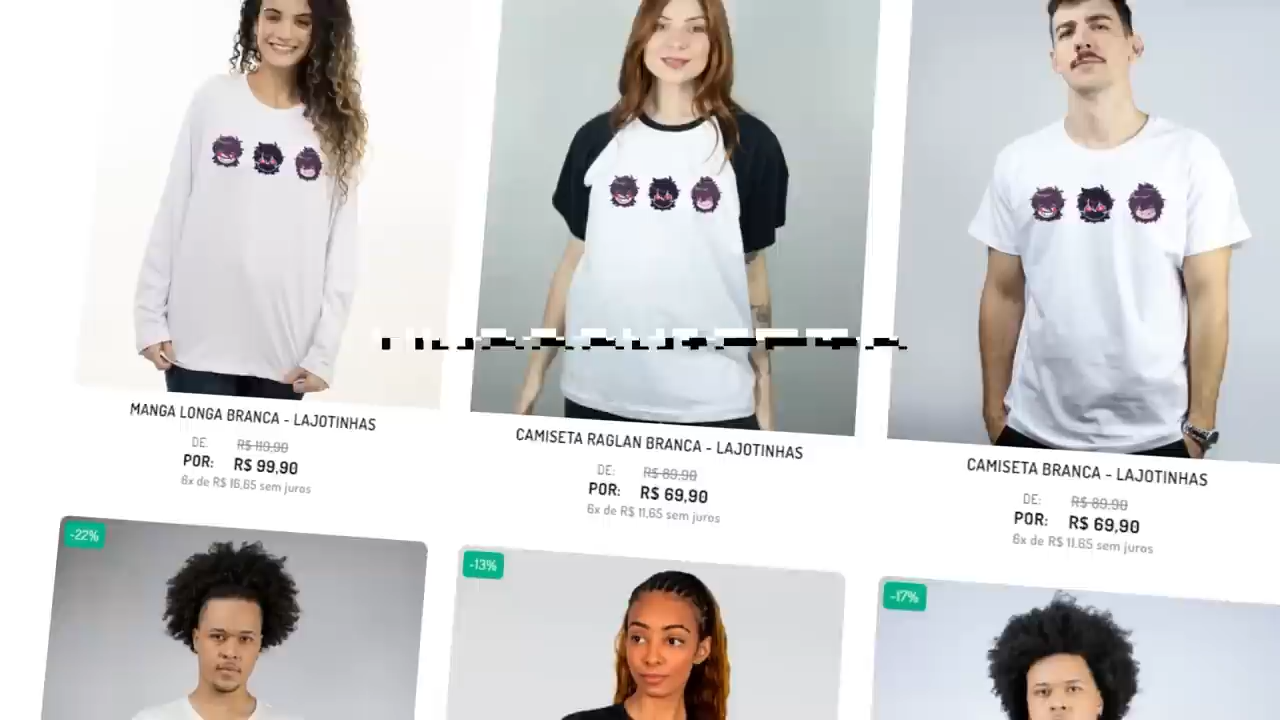 MANGA LONGA BRANCA - LAJOTINHAS
DE: R$ 119,90
POR: R$ 99,90
6x de R$ 16,65 sem juros
CAMISETA RAGLAN BRANCA - LAJOTINHAS
DE: R$ 89,90
POR: R$ 69,90
6x de R$ 11,65 sem juros
CAMISETA BRANCA - LAJOTINHAS
DE: R$ 89,90
POR: R$ 69,90
6x de R$ 11,65 sem juros
-22%
-13%
-17%